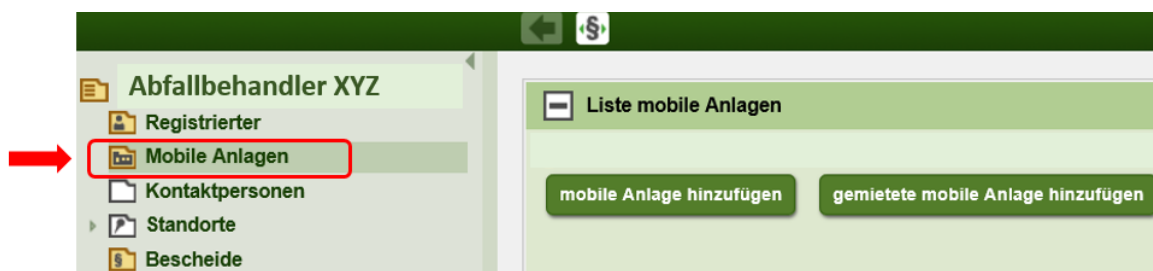 §
Abfallbehandler XYZ
Registrierter
Mobile Anlagen
Kontaktpersonen
Standorte
§ Bescheide
Liste mobile Anlagen
mobile Anlage hinzufügen
gemietete mobile Anlage hinzufügen